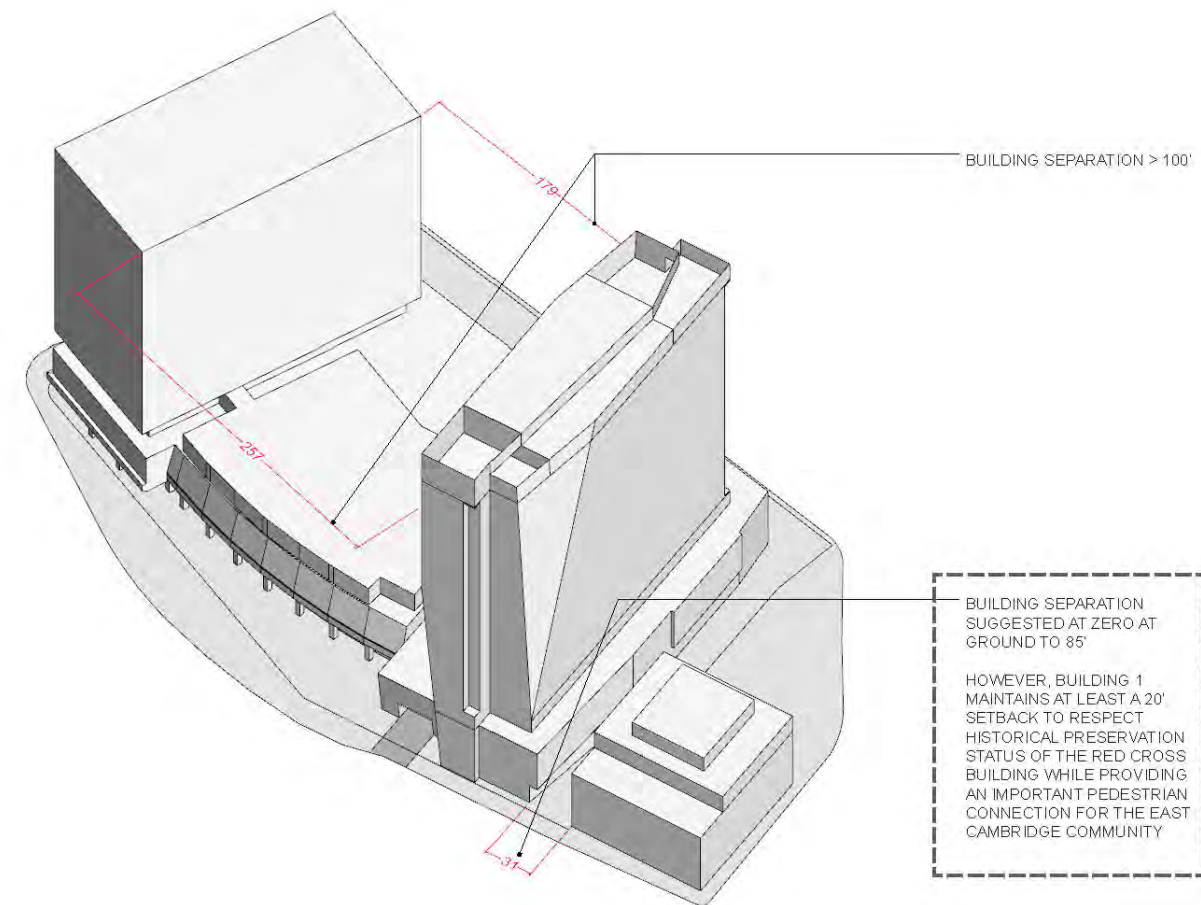 179
BUILDING SEPARATION > 100'
257
BUILDING SEPARATION
SUGGESTED AT ZERO AT
GROUND TO 85'
HOWEVER, BUILDING 1
MAINTAINS AT LEAST A 20'
SETBACK TO RESPECT
HISTORICAL PRESERVATION
STATUS OF THE RED CROSS
BUILDING WHILE PROVIDING
AN IMPORTANT PEDESTRIAN
CONNECTION FOR THE EAST
CAMBRIDGE COMMUNITY
31